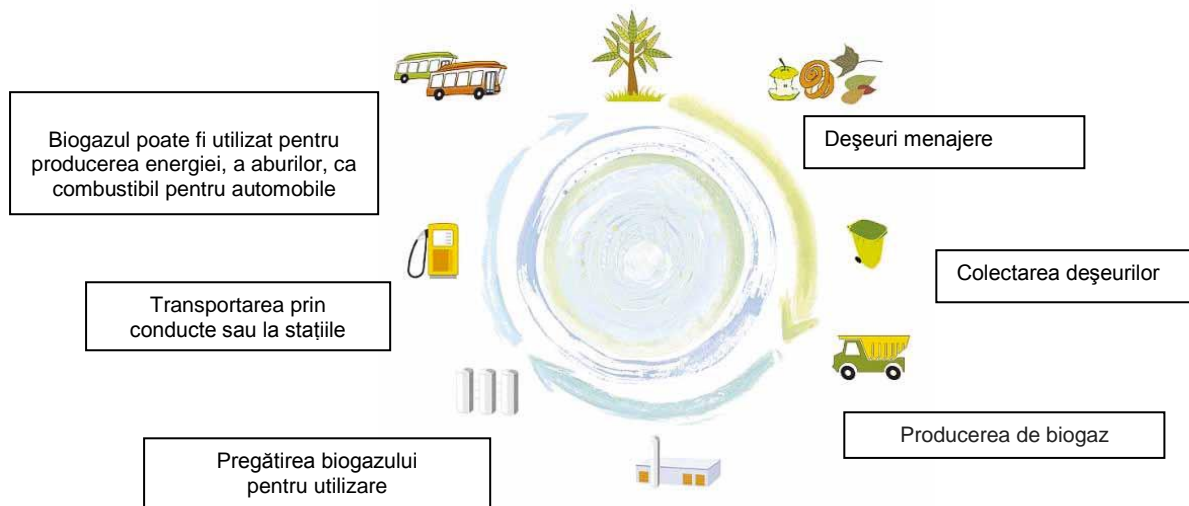 Biogazul poate fi utilizat pentru
producerea energiei, a aburilor, ca
combustibil pentru automobile
Deşeuri menajere
Colectarea deşeurilor
Transportarea prin
conducte sau la stațiile
Producerea de biogaz
Pregătirea biogazului
pentru utilizare